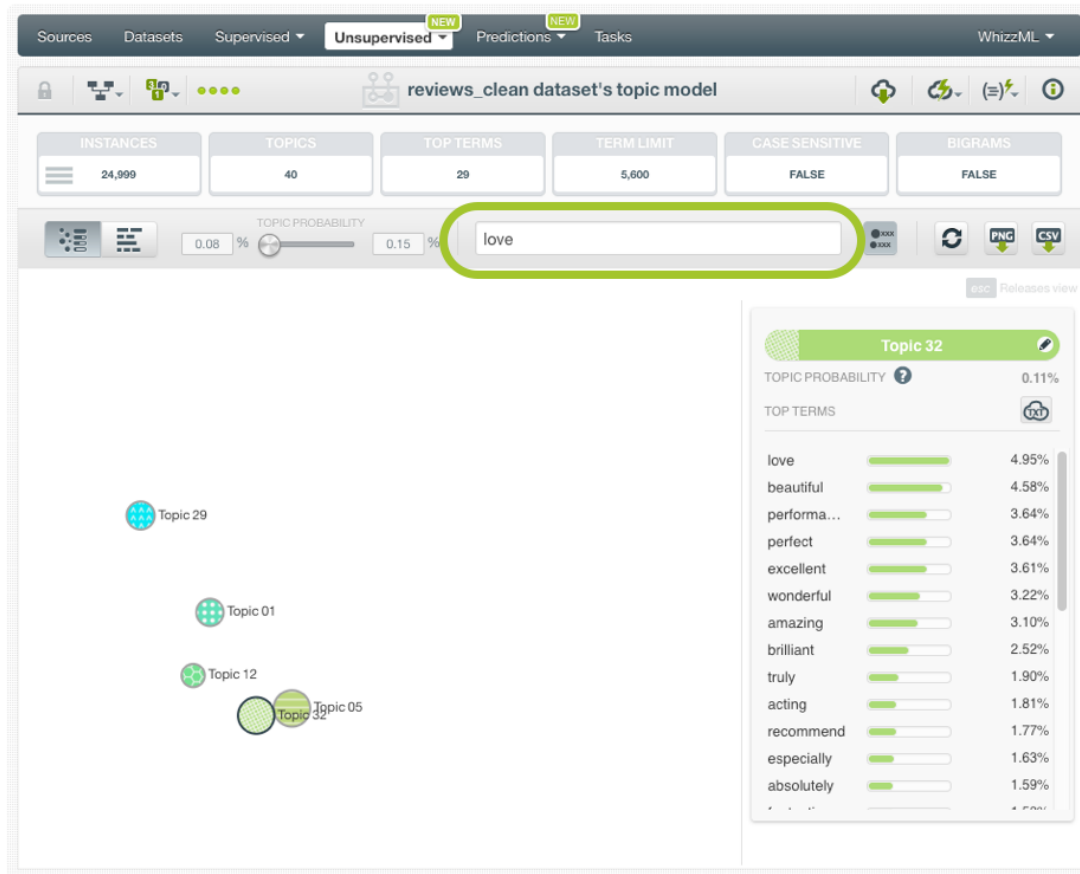 NEW NEW
Sources Datasets Supervised Unsupervised Predictions Tasks WhizzML
reviews_clean dataset's topic model
INSTANCES TOPICS TOP TERMS TERM LIMIT CASE SENSITIVE BIGRAMS
24,999 40 29 5,600 FALSE FALSE
TOPIC PROBABILITY
0.08 % 0.15 % love PNG CSV
esc Releases view
Topic 32
TOPIC PROBABILITY ? 0.11%
TOP TERMS TXT
love 4.95%
beautiful 4.58%
performa... 3.64%
perfect 3.64%
excellent 3.61%
wonderful 3.22%
amazing 3.10%
brilliant 2.52%
truly 1.90%
acting 1.81%
recommend 1.77%
especially 1.63%
absolutely 1.59%
Topic 29
Topic 01
Topic 12
Topic 05
Topic 32